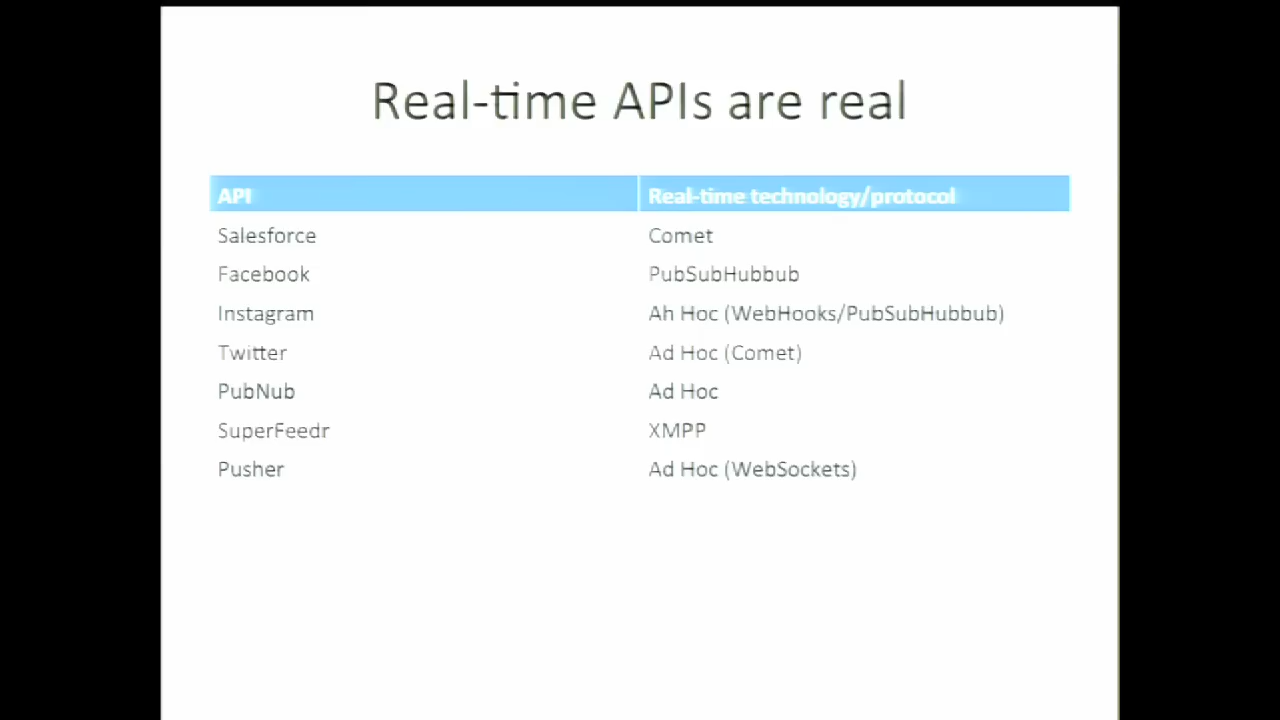 Real-time APIs are real
API Real-time technology/protocol
Salesforce Comet
Facebook PubSubHubbub
Instagram Ah Hoc (WebHooks/PubSubHubbub)
Twitter Ad Hoc (Comet)
PubNub Ad Hoc
SuperFeedr XMPP
Pusher Ad Hoc (WebSockets)